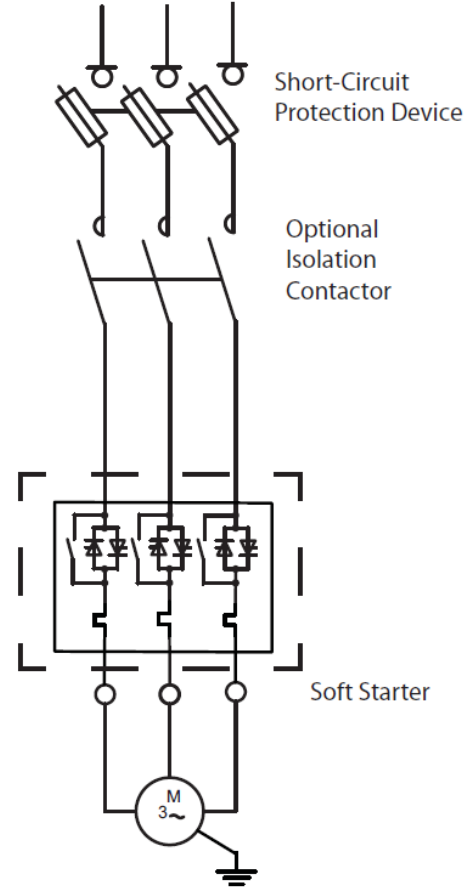 Short-Circuit
Protection Device
Optional
Isolation
Contactor
Soft Starter
M
3~